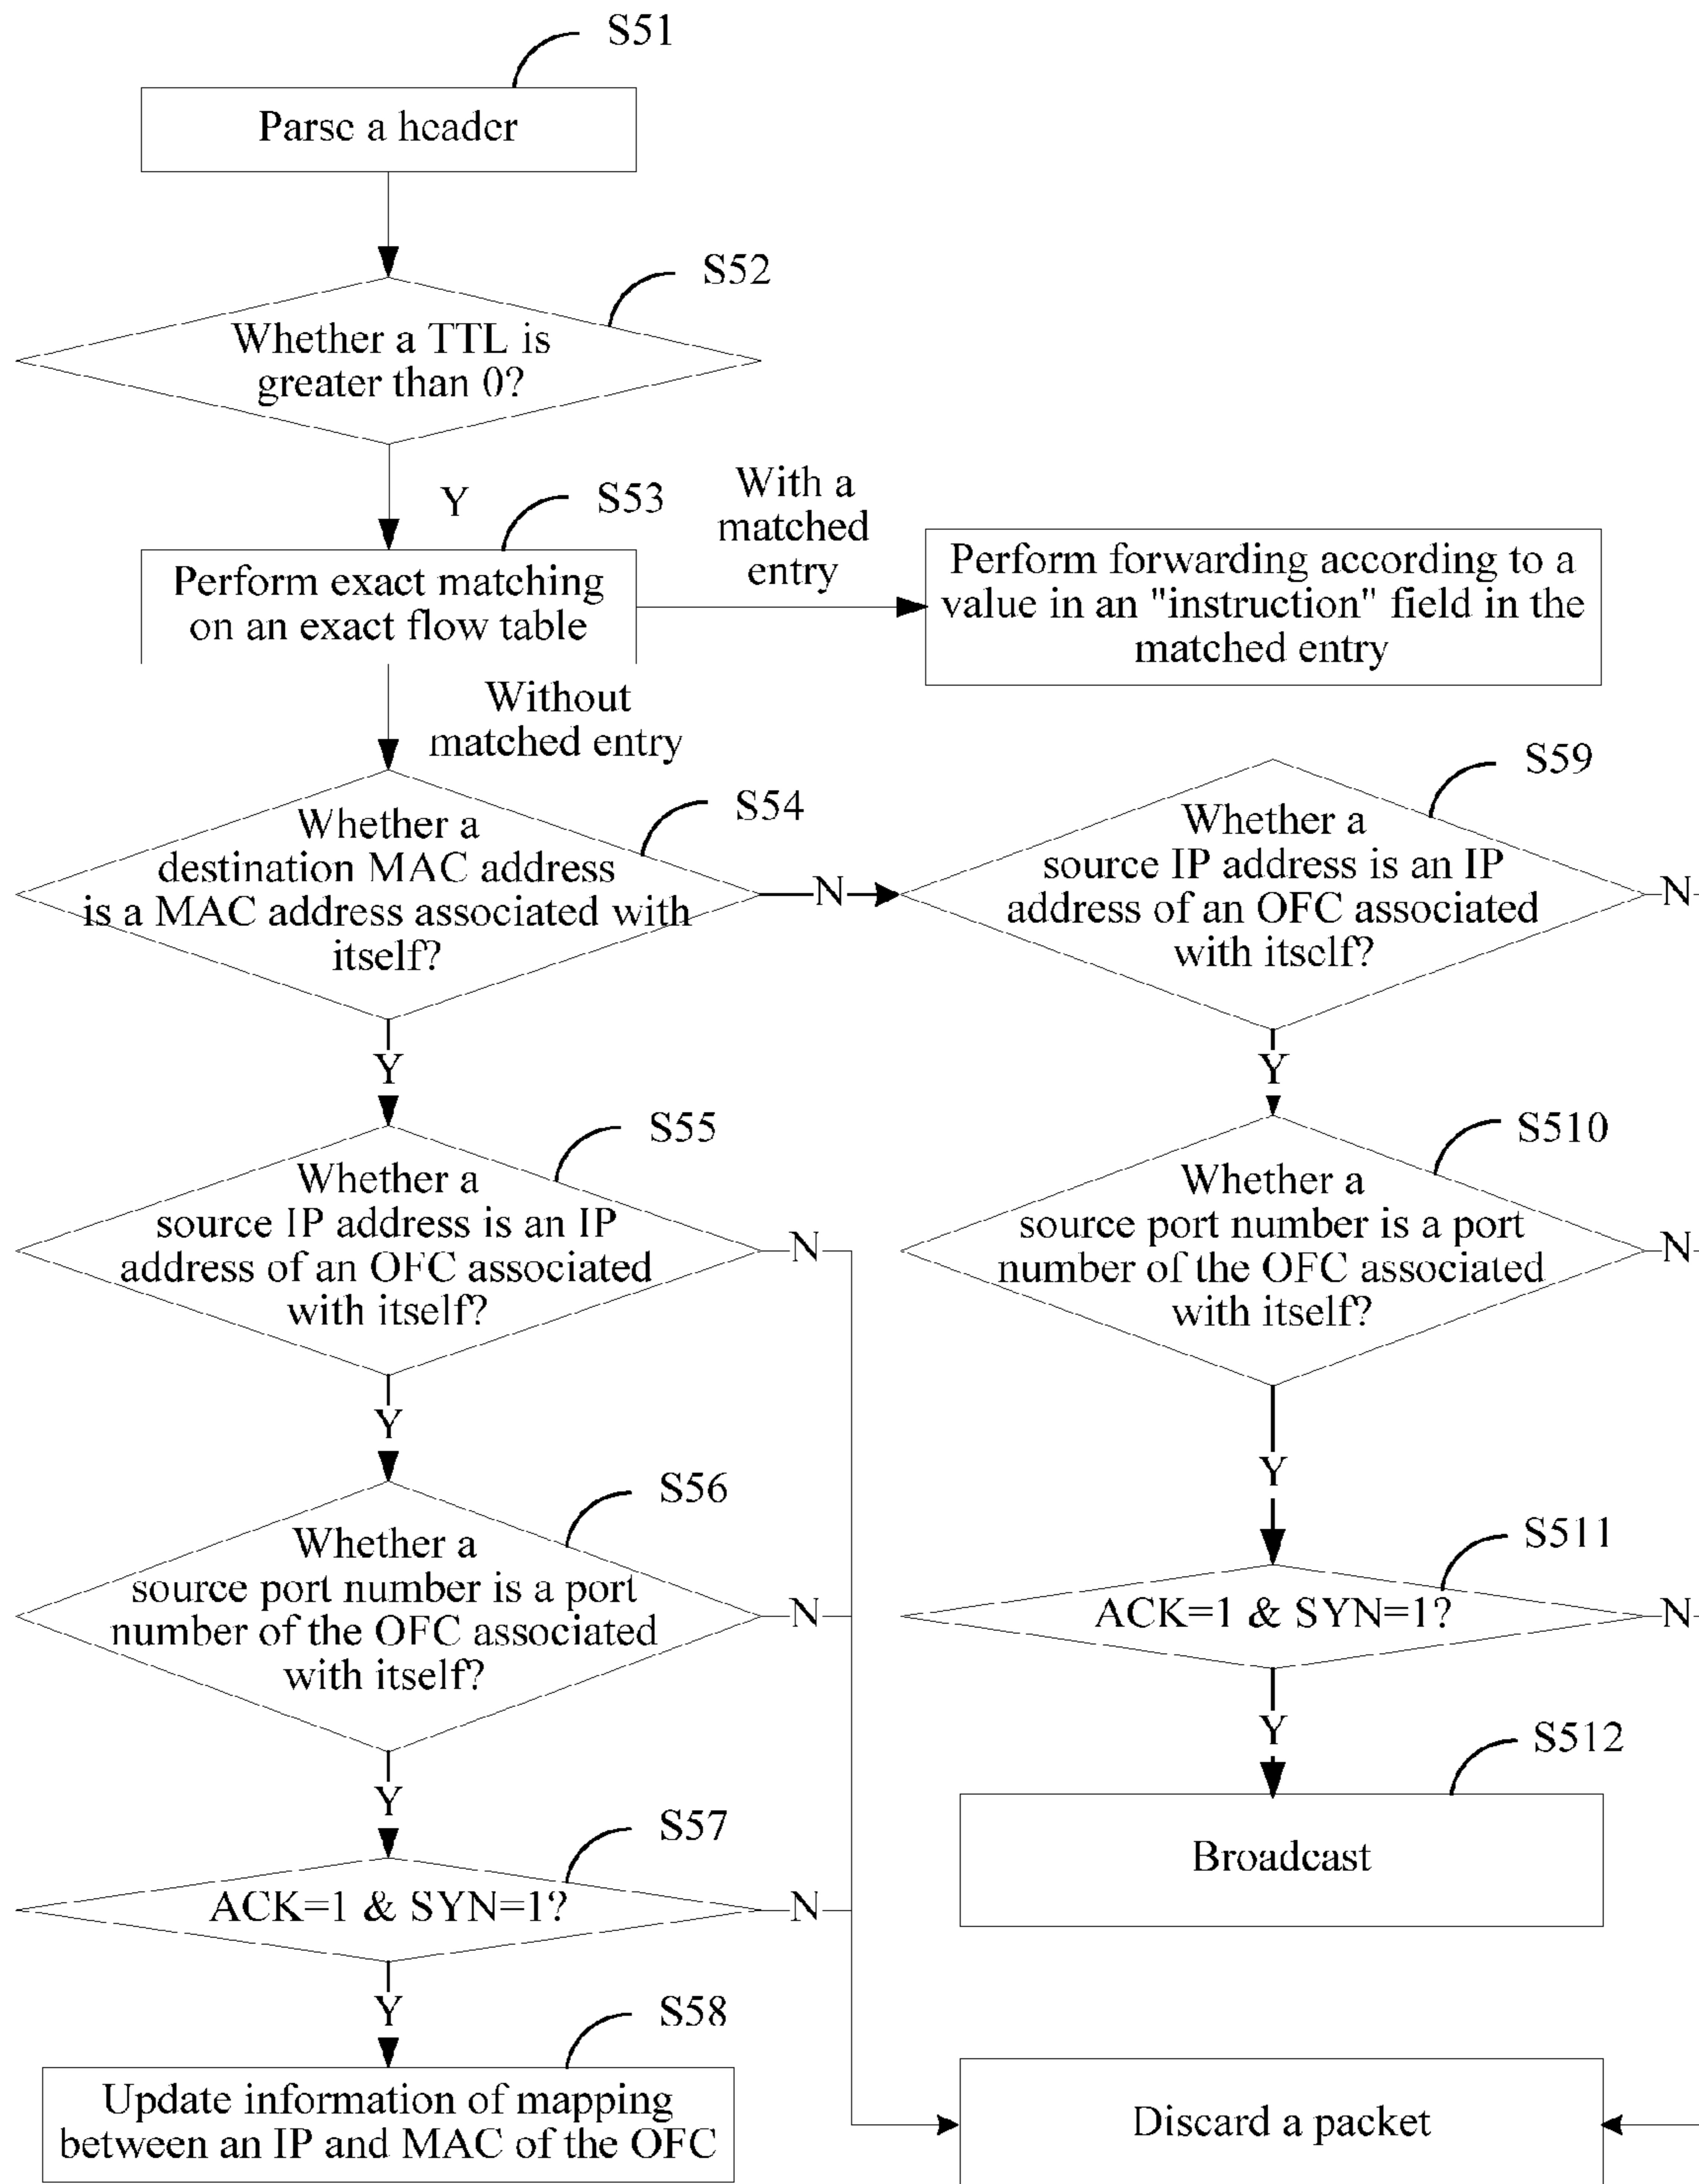 S51
Parse a header
S52
Whether a TTL is
greater than 0?
Y
S53
Perform exact matching
on an exact flow table
With a
matched
entry
Perform forwarding according to a
value in an "instruction" field in the
matched entry
Without
matched entry
S54
Whether a
destination MAC address
is a MAC address associated with
itself?
N
S59
Whether a
source IP address is an IP
address of an OFC associated
with itself?
N
Y
Y
S55
Whether a
source IP address is an IP
address of an OFC associated
with itself?
N
S510
Whether a
source port number is a port
number of the OFC associated
with itself?
N
Y
Y
S56
Whether a
source port number is a port
number of the OFC associated
with itself?
N
S511
ACK=1 & SYN=1?
N
Y
Y
S512
Broadcast
S57
ACK=1 & SYN=1?
N
Y
S58
Update information of mapping
between an IP and MAC of the OFC
Discard a packet